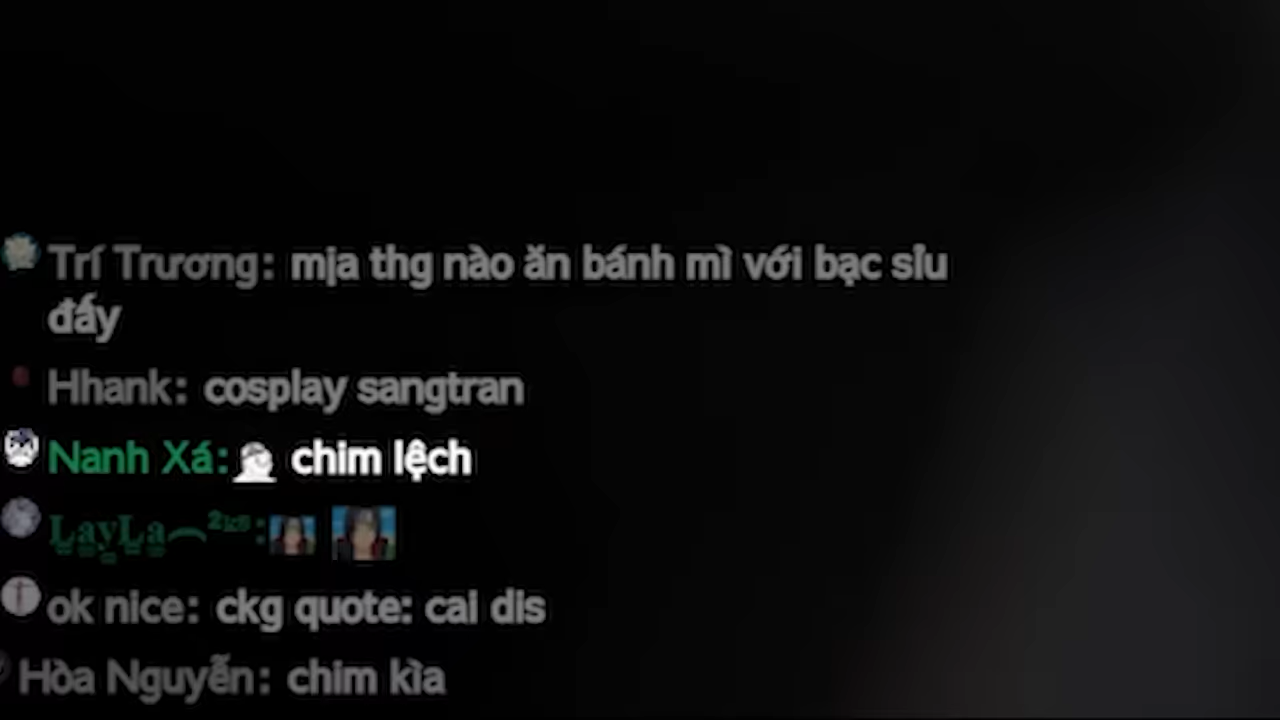 Trí Trương: mịa thg nào ăn bánh mì với bạc sỉu
đấy
Hhank: cosplay sangtran
Nanh Xá: chim lệch
L̫a̫y̫L̫a̫⁀²ᵏ⁵:
ok nice: ckg quote: cai dis
Hòa Nguyễn: chim kìa